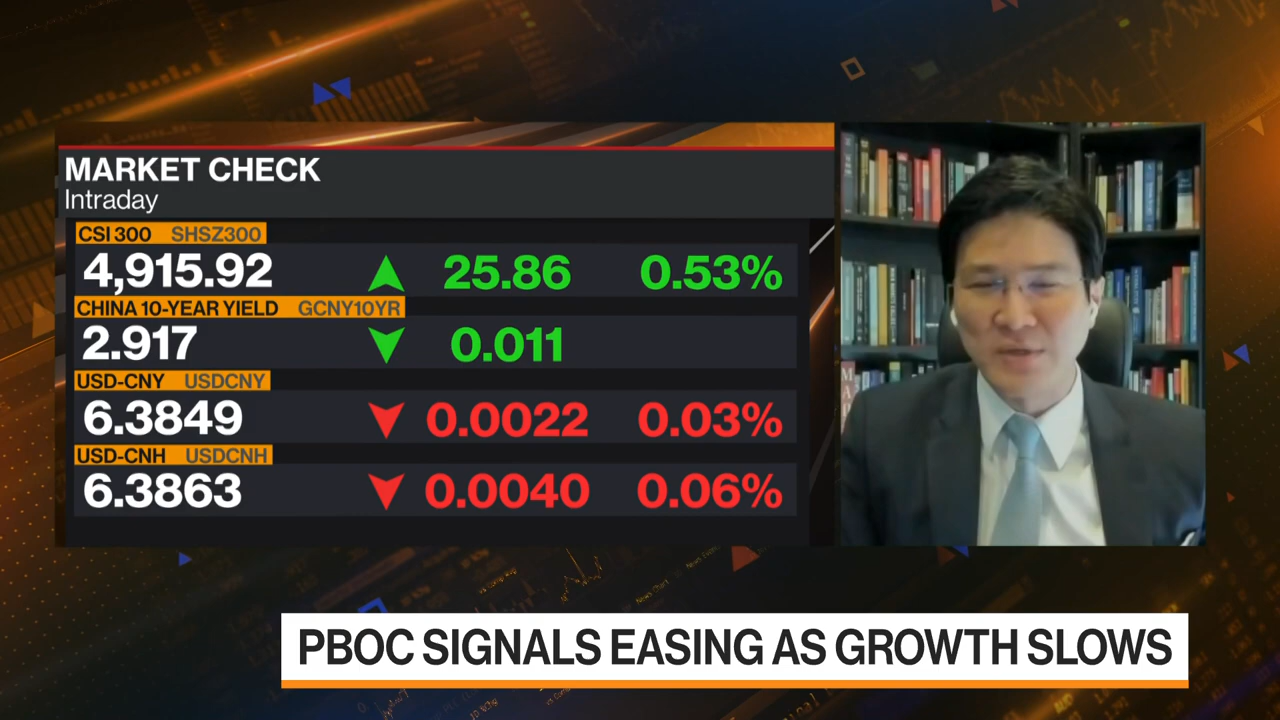 MARKET CHECK
Intraday
CSI 300 SHSZ300
4,915.92 25.86 0.53%
CHINA 10-YEAR YIELD GCNY10YR
2.917 0.011
USD-CNY USDCNY
6.3849 0.0022 0.03%
USD-CNH USDCNH
6.3863 0.0040 0.06%
PBOC SIGNALS EASING AS GROWTH SLOWS